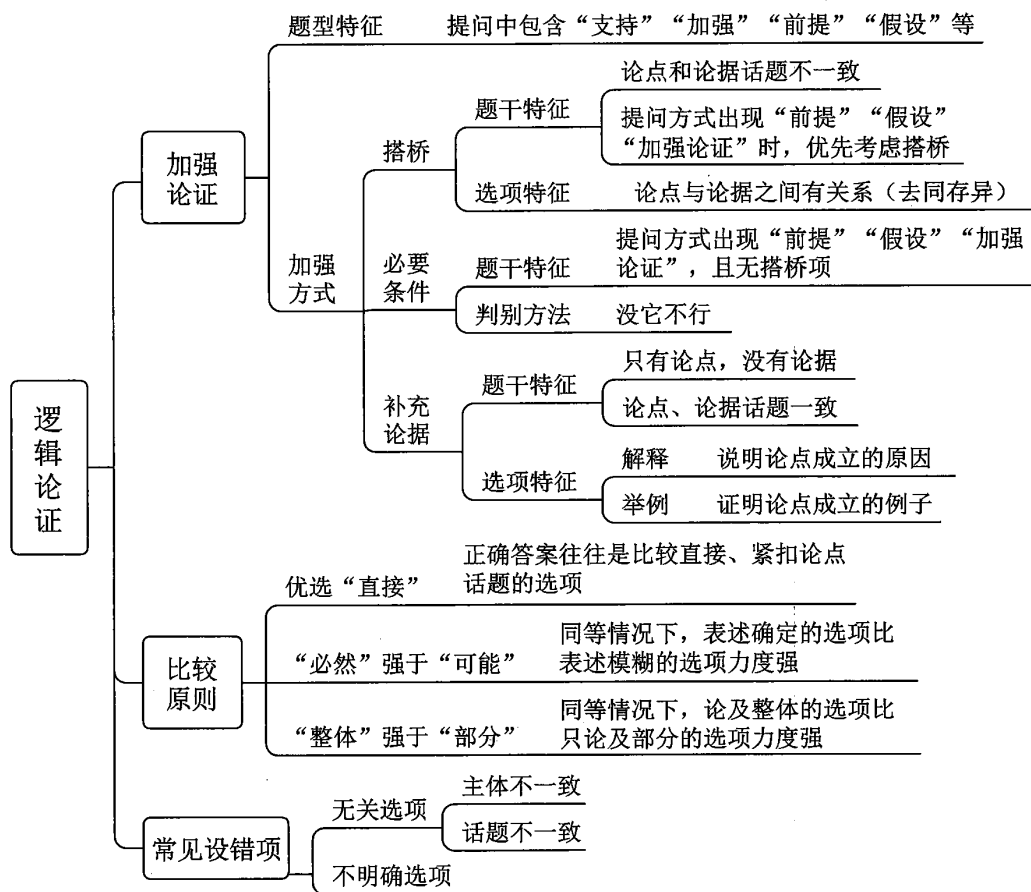 逻辑论证
加强
论证
题型特征
提问中包含“支持”“加强”“前提”“假设”等
加强
方式
搭桥
题干特征
论点和论据话题不一致
提问方式出现“前提”“假设”
“加强论证”时，优先考虑搭桥
选项特征
论点与论据之间有关系（去同存异）
必要
条件
题干特征
提问方式出现“前提”“假设”“加强
论证”，且无搭桥项
判别方法
没它不行
补充
论据
题干特征
只有论点，没有论据
论点、论据话题一致
选项特征
解释
说明论点成立的原因
举例
证明论点成立的例子
比较
原则
优选“直接”
正确答案往往是比较直接、紧扣论点
话题的选项
“必然”强于“可能”
同等情况下，表述确定的选项比
表述模糊的选项力度强
“整体”强于“部分”
同等情况下，论及整体的选项比
只论及部分的选项力度强
常见设错项
无关选项
主体不一致
话题不一致
不明确选项